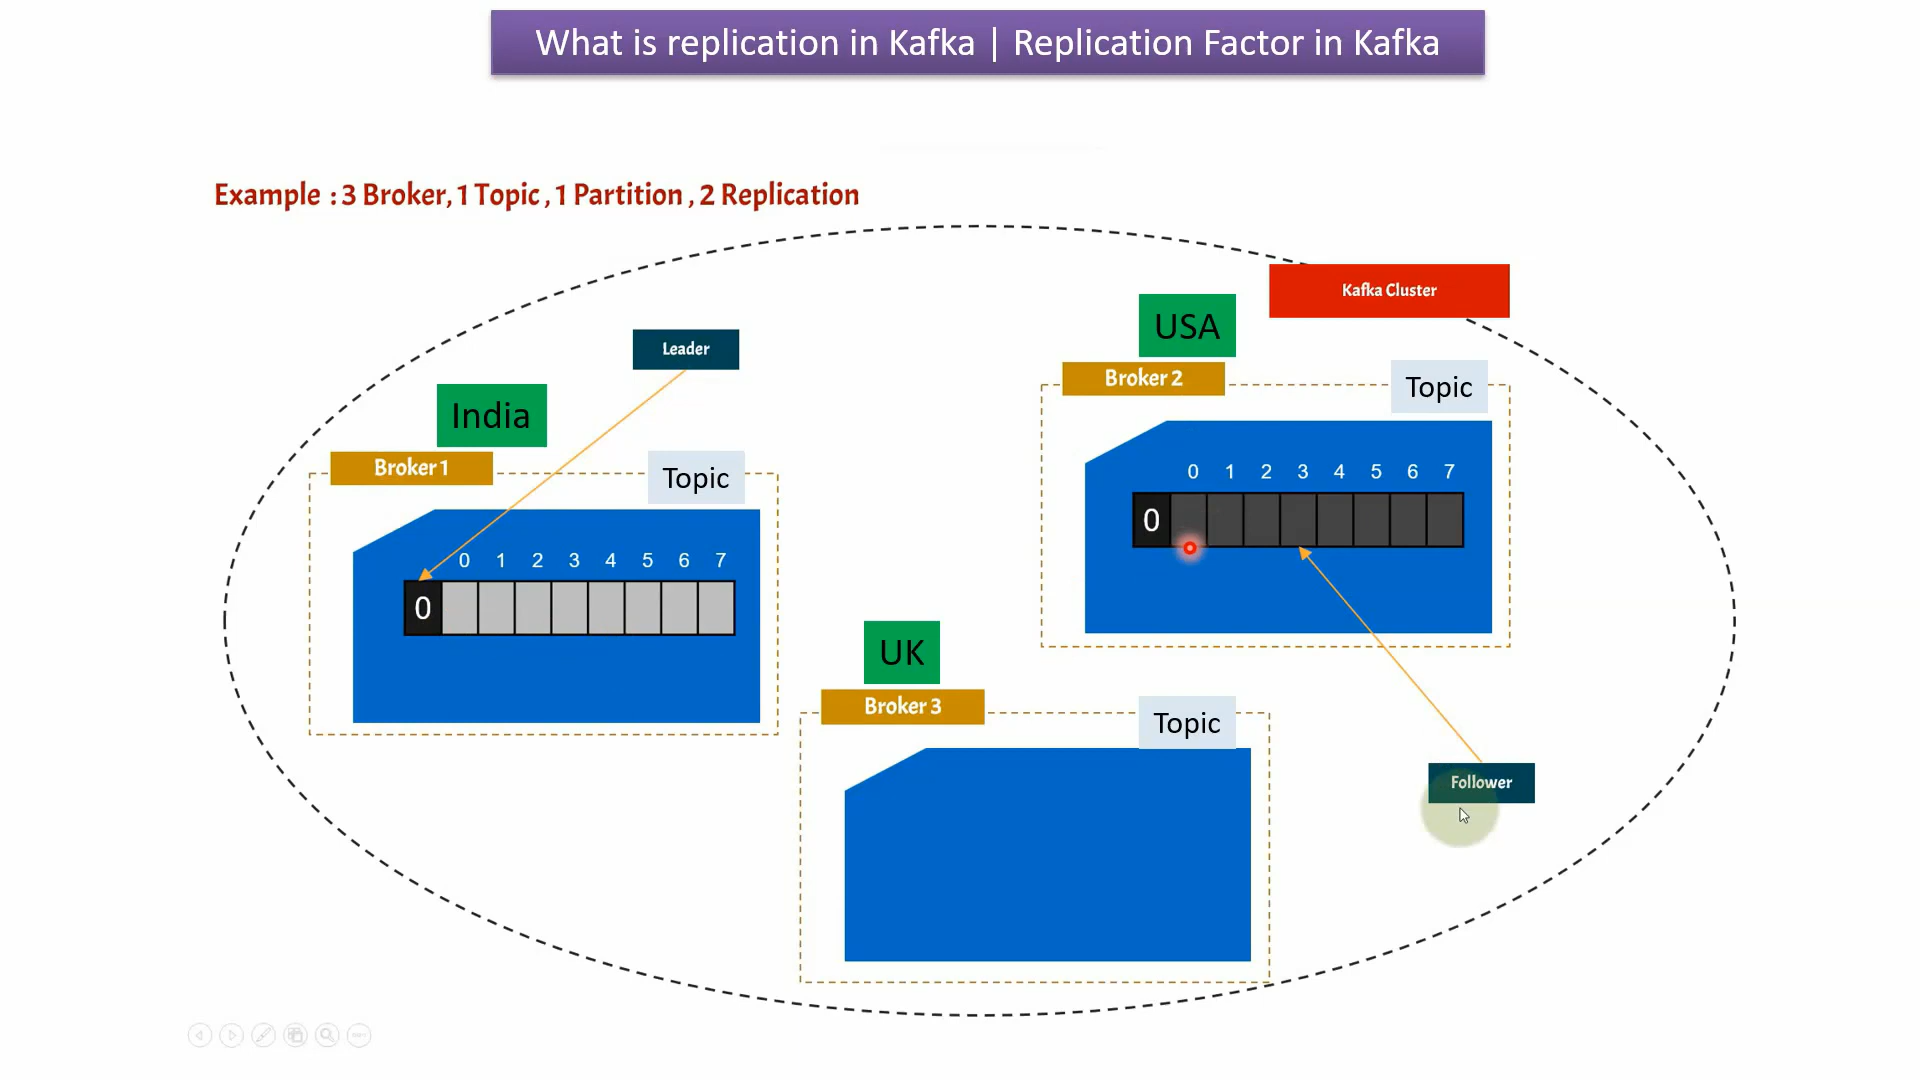 What is replication in Kafka | Replication Factor in Kafka
Example : 3 Broker, 1 Topic , 1 Partition , 2 Replication
Kafka Cluster
Leader
India
Broker 1
Topic
0 1 2 3 4 5 6 7
0
USA
Broker 2
Topic
0 1 2 3 4 5 6 7
0
UK
Broker 3
Topic
Follower